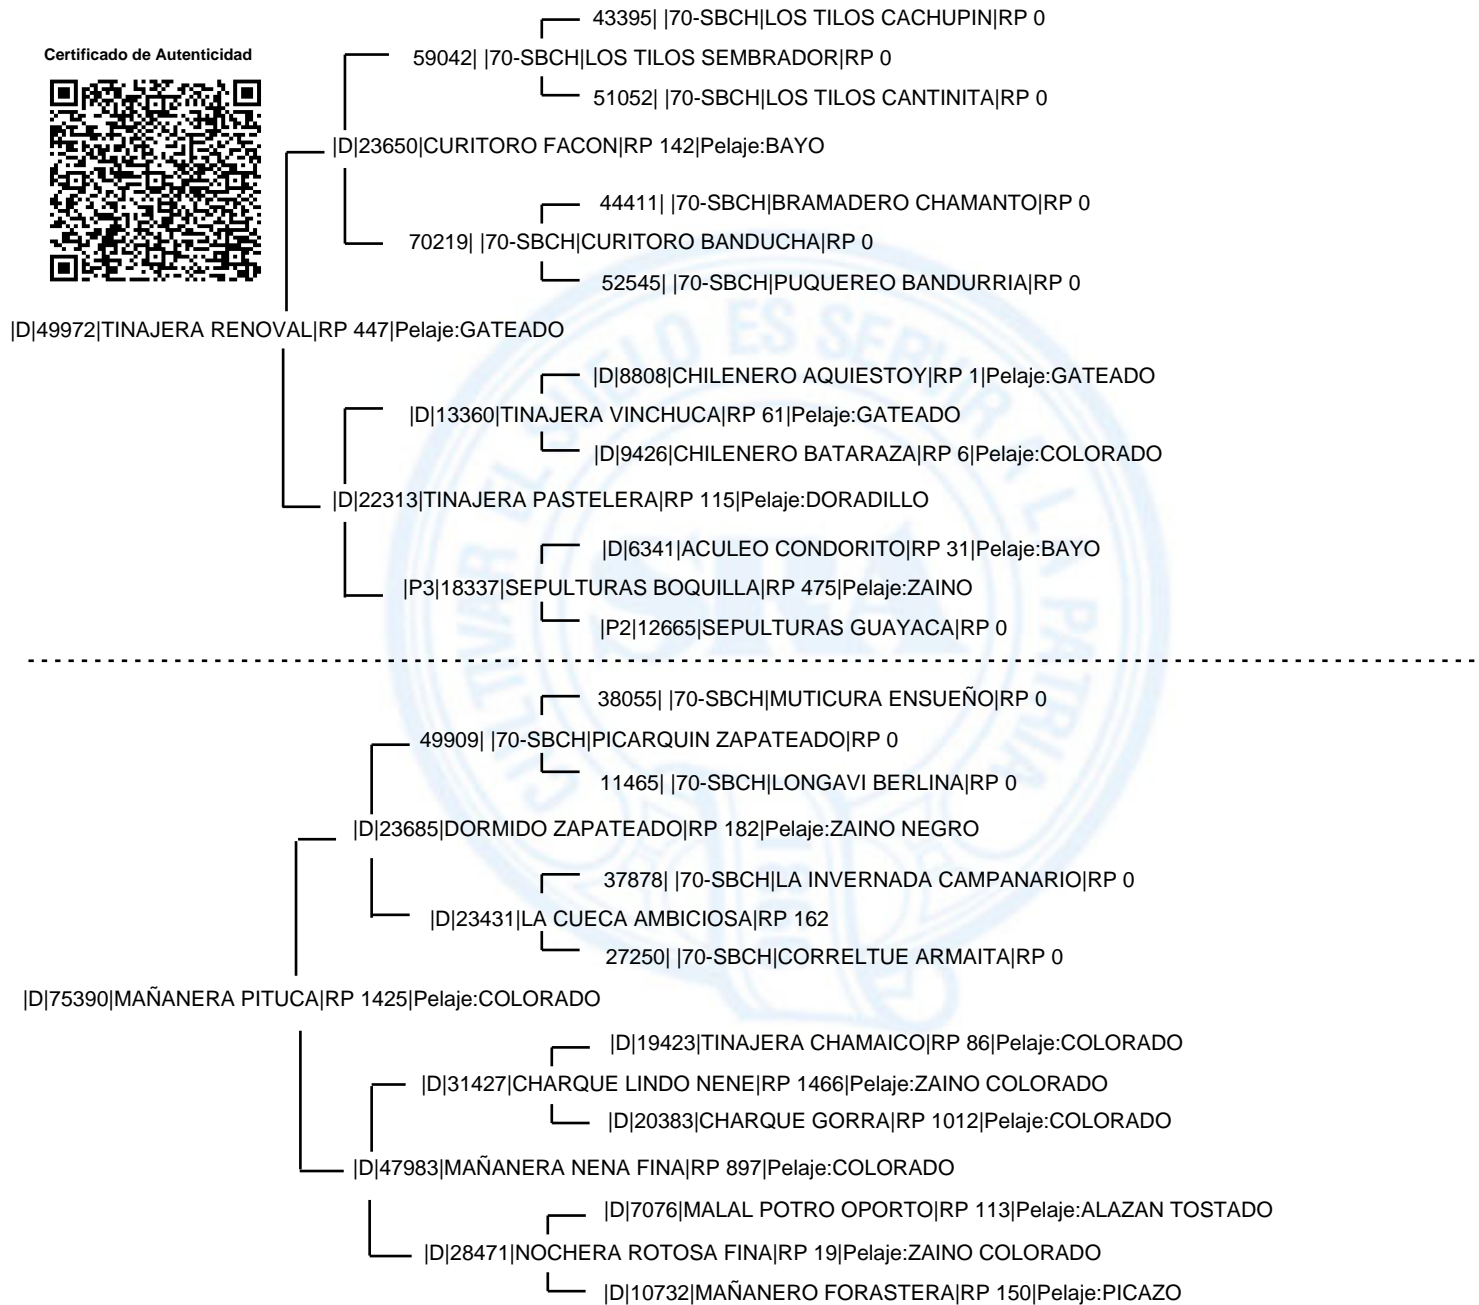 43395| |70-SBCH|LOS TILOS CACHUPIN|RP 0
Certificado de Autenticidad
59042| |70-SBCH|LOS TILOS SEMBRADOR|RP 0
51052| |70-SBCH|LOS TILOS CANTINITA|RP 0
|D|23650|CURITORO FACON|RP 142|Pelaje:BAYO
44411| |70-SBCH|BRAMADERO CHAMANTO|RP 0
70219| |70-SBCH|CURITORO BANDUCHA|RP 0
52545| |70-SBCH|PUQUEREO BANDURRIA|RP 0
|D|49972|TINAJERA RENOVAL|RP 447|Pelaje:GATEADO
|D|8808|CHILENERO AQUIESTOY|RP 1|Pelaje:GATEADO
|D|13360|TINAJERA VINCHUCA|RP 61|Pelaje:GATEADO
|D|9426|CHILENERO BATARAZA|RP 6|Pelaje:COLORADO
|D|22313|TINAJERA PASTELERA|RP 115|Pelaje:DORADILLO
|D|6341|ACULEO CONDORITO|RP 31|Pelaje:BAYO
|P3|18337|SEPULTURAS BOQUILLA|RP 475|Pelaje:ZAINO
|P2|12665|SEPULTURAS GUAYACA|RP 0
38055| |70-SBCH|MUTICURA ENSUEÑO|RP 0
49909| |70-SBCH|PICARQUIN ZAPATEADO|RP 0
11465| |70-SBCH|LONGAVI BERLINA|RP 0
|D|23685|DORMIDO ZAPATEADO|RP 182|Pelaje:ZAINO NEGRO
37878| |70-SBCH|LA INVERNADA CAMPANARIO|RP 0
|D|23431|LA CUECA AMBICIOSA|RP 162
27250| |70-SBCH|CORRELTUE ARMAITA|RP 0
|D|75390|MAÑANERA PITUCA|RP 1425|Pelaje:COLORADO
|D|19423|TINAJERA CHAMAICO|RP 86|Pelaje:COLORADO
|D|31427|CHARQUE LINDO NENE|RP 1466|Pelaje:ZAINO COLORADO
|D|20383|CHARQUE GORRA|RP 1012|Pelaje:COLORADO
|D|47983|MAÑANERA NENA FINA|RP 897|Pelaje:COLORADO
|D|7076|MALAL POTRO OPORTO|RP 113|Pelaje:ALAZAN TOSTADO
|D|28471|NOCHERA ROTOSA FINA|RP 19|Pelaje:ZAINO COLORADO
|D|10732|MAÑANERO FORASTERA|RP 150|Pelaje:PICAZO
CULTIVAR EL SUELO ES SERVIR A LA PATRIA
SRA
1866